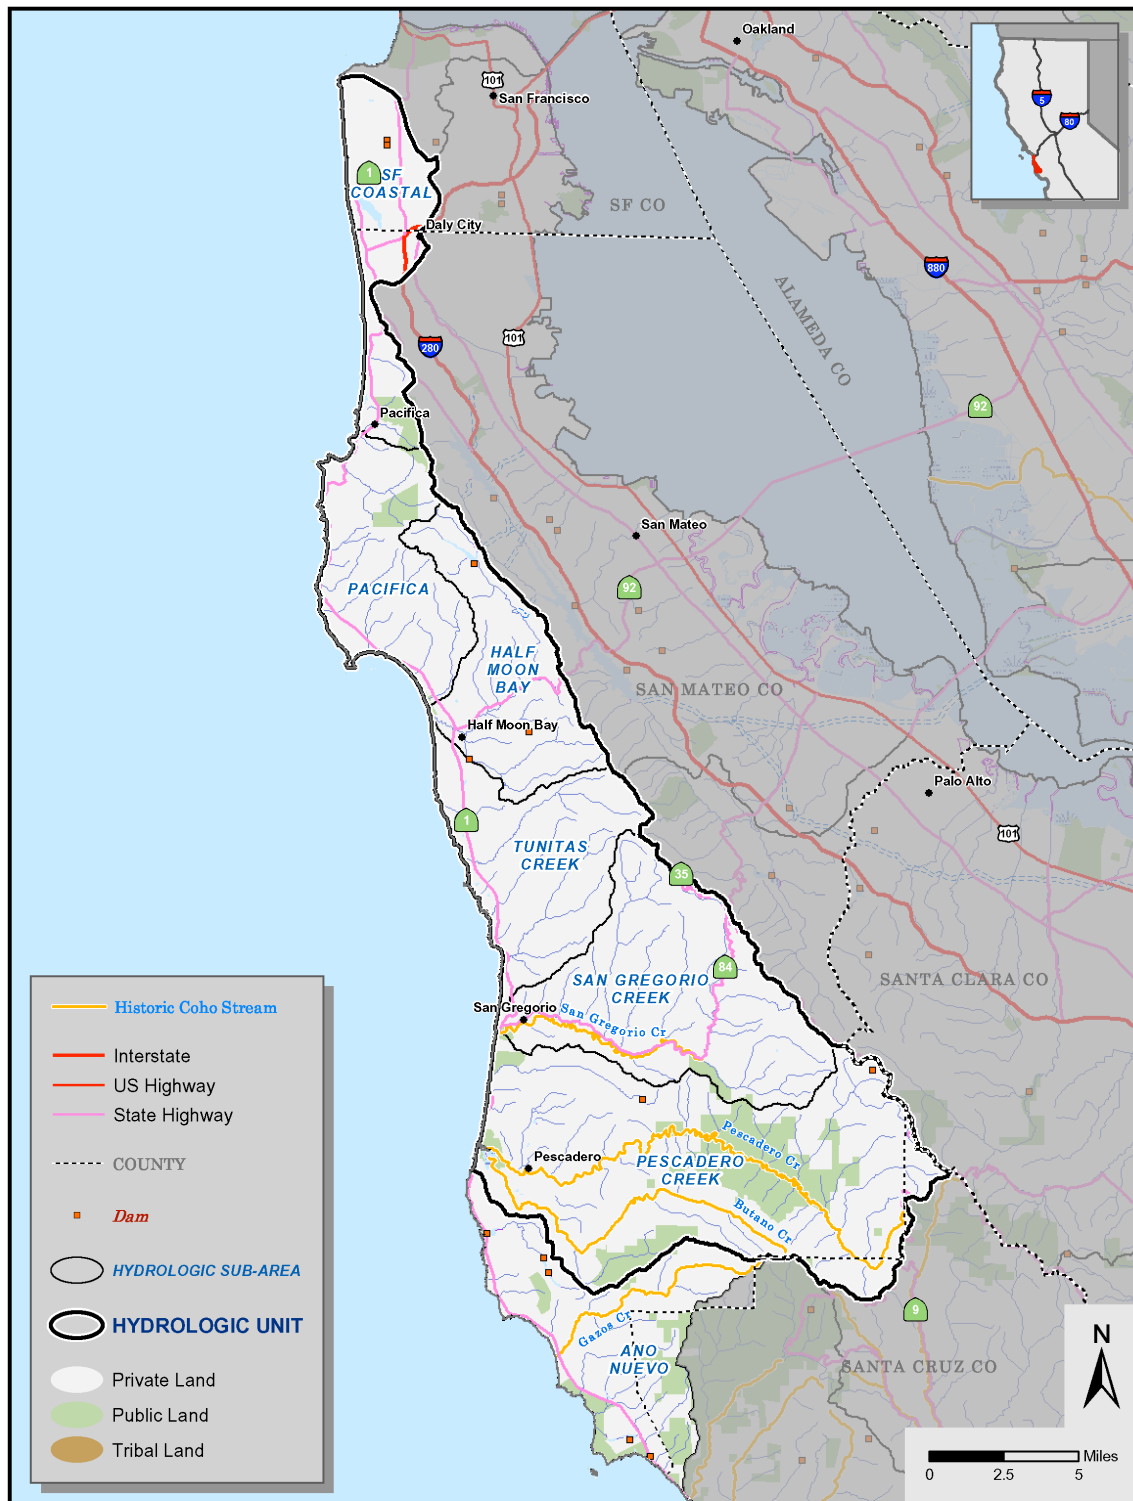 Oakland
101
San Francisco
5
80
1
SF
COASTAL
SF CO
Daly City
880
ALAMEDA CO
101
280
92
Pacifica
San Mateo
92
PACIFICA
HALF
MOON
BAY
SAN MATEO CO
Half Moon Bay
Palo Alto
1
101
TUNITAS
CREEK
35
84
SANTA CLARA CO
SAN GREGORIO
CREEK
San Gregorio
San Gregorio Cr
Pescadero Cr
Pescadero
PESCADERO
CREEK
Butano Cr
9
Gazos Cr
ANO
NUEVO
SANTA CRUZ CO
Historic Coho Stream
Interstate
US Highway
State Highway
COUNTY
Dam
HYDROLOGIC SUB-AREA
HYDROLOGIC UNIT
Private Land
Public Land
Tribal Land
N
Miles
0 2.5 5